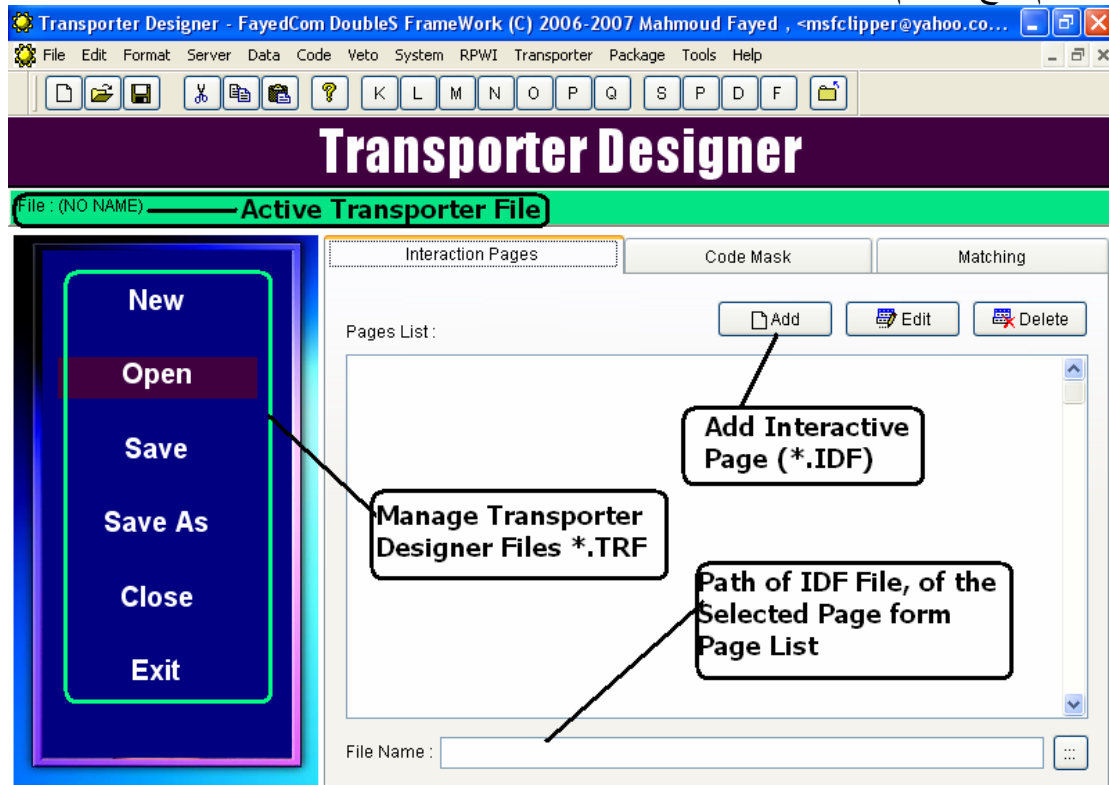 Transporter Designer - FayedCom DoubleS FrameWork (C) 2006-2007 Mahmoud Fayed , <msfclipper@yahoo.co...
File Edit Format Server Data Code Veto System RPWI Transporter Package Tools Help
K L M N O P Q S P D F
Transporter Designer
File : (NO NAME) Active Transporter File
Interaction Pages Code Mask Matching
New
Pages List : Add Edit Delete
Open
Add Interactive
Page (*.IDF)
Save
Manage Transporter
Designer Files *.TRF
Save As
Path of IDF File, of the
Selected Page form
Page List
Close
Exit
File Name : :::